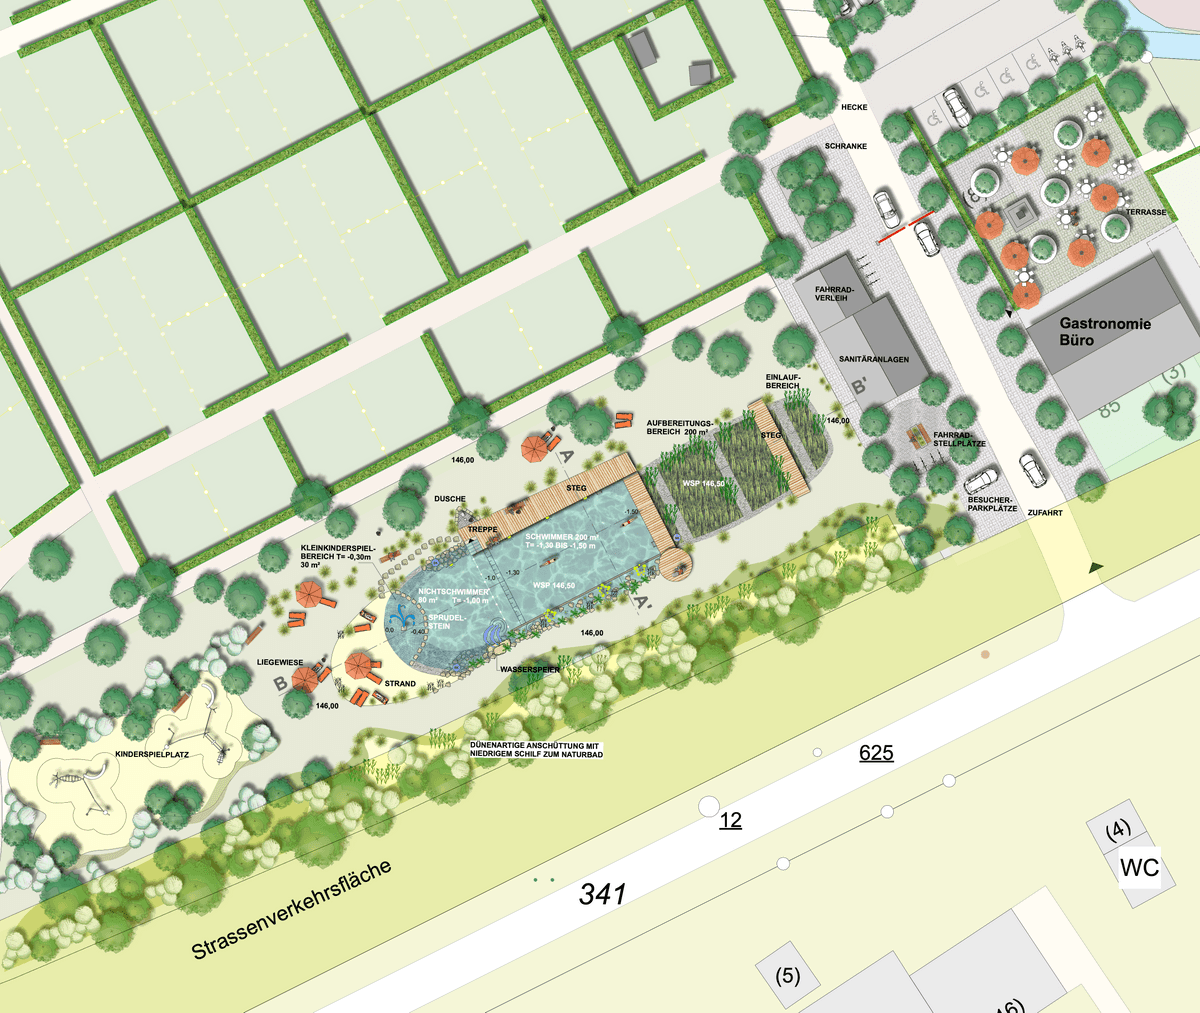 HECKE
SCHRANKE
TERRASSE
FAHRRAD-
VERLEIH
Gastronomie
Büro
SANITÄRANLAGEN
B'
(3)
85
EINLAUF-
BEREICH
AUFBEREITUNGS-
BEREICH 200 m²
146,00
STEG
FAHRRAD-
STELLPLÄTZE
A
146,00
WSP 146,50
STEG
BESUCHER-
PARKPLÄTZE
ZUFAHRT
DUSCHE
TREPPE
-1,50
SCHWIMMER 200 m²
T= -1,30 BIS -1,50 m
KLEINKINDERSPIEL-
BEREICH T= -0,30m
30 m²
-1,30
-1,0
WSP 146,50
NICHTSCHWIMMER
80 m² T= -1,00 m
A'
SPRUDEL-
STEIN
0,0
-0,40
146,00
LIEGEWIESE
WASSERSPEIER
B
STRAND
146,00
KINDERSPIELPLATZ
DÜNENARTIGE ANSCHÜTTUNG MIT
NIEDRIGEM SCHILF ZUM NATURBAD
625
12
(4)
WC
341
Strassenverkehrsfläche
(5)